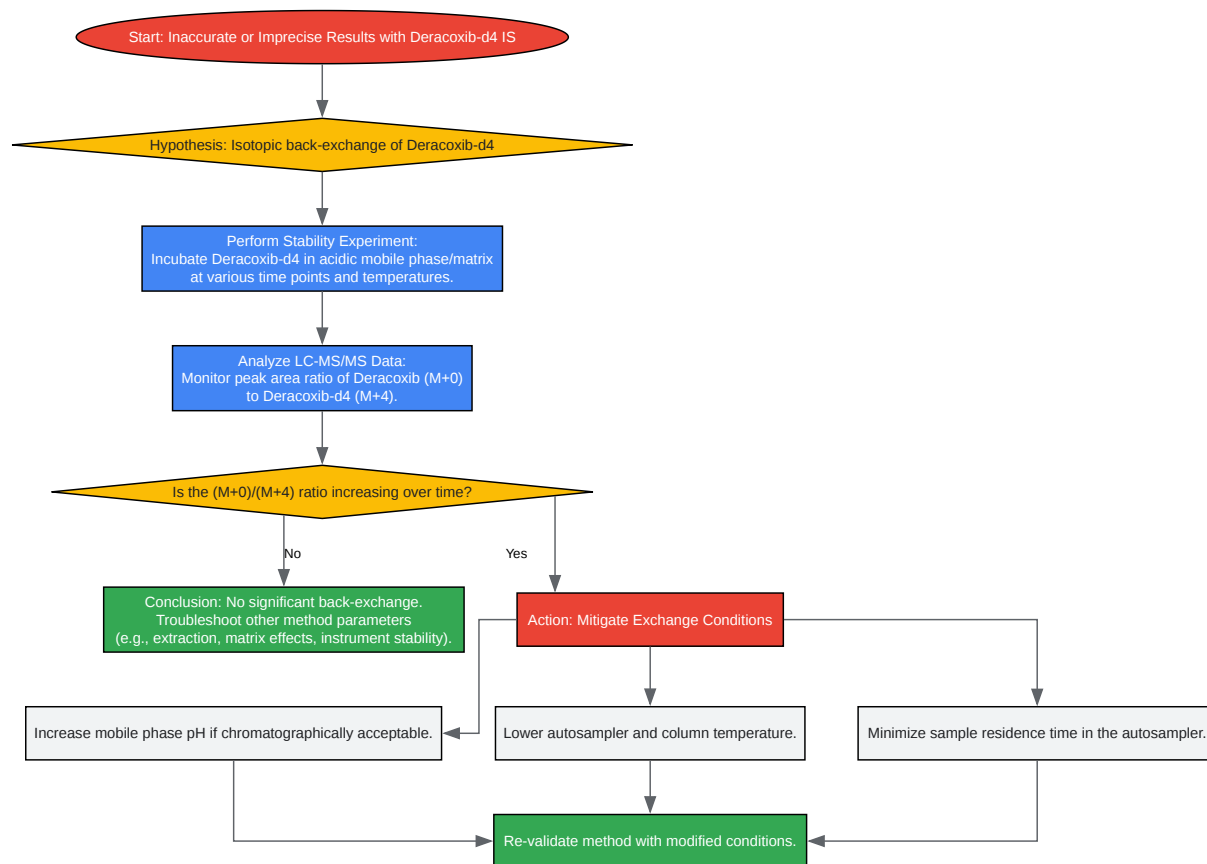 Start: Inaccurate or Imprecise Results with Deracoxib-d4 IS
Hypothesis: Isotopic back-exchange of Deracoxib-d4
Perform Stability Experiment:
Incubate Deracoxib-d4 in acidic mobile phase/matrix
at various time points and temperatures.
Analyze LC-MS/MS Data:
Monitor peak area ratio of Deracoxib (M+0)
to Deracoxib-d4 (M+4).
Is the (M+0)/(M+4) ratio increasing over time?
No
Yes
Conclusion: No significant back-exchange.
Troubleshoot other method parameters
(e.g., extraction, matrix effects, instrument stability).
Action: Mitigate Exchange Conditions
Increase mobile phase pH if chromatographically acceptable.
Lower autosampler and column temperature.
Minimize sample residence time in the autosampler.
Re-validate method with modified conditions.